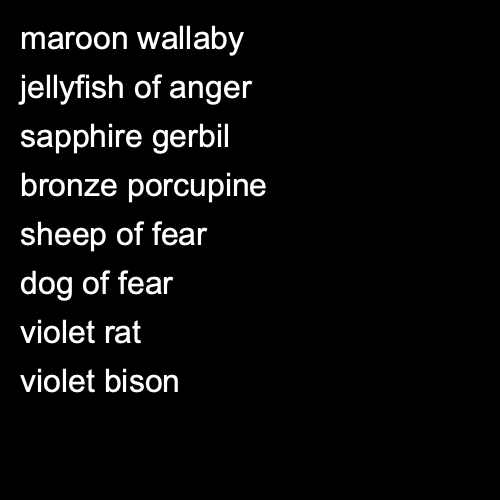 maroon wallaby
jellyfish of anger
sapphire gerbil
bronze porcupine
sheep of fear
dog of fear
violet rat
violet bison